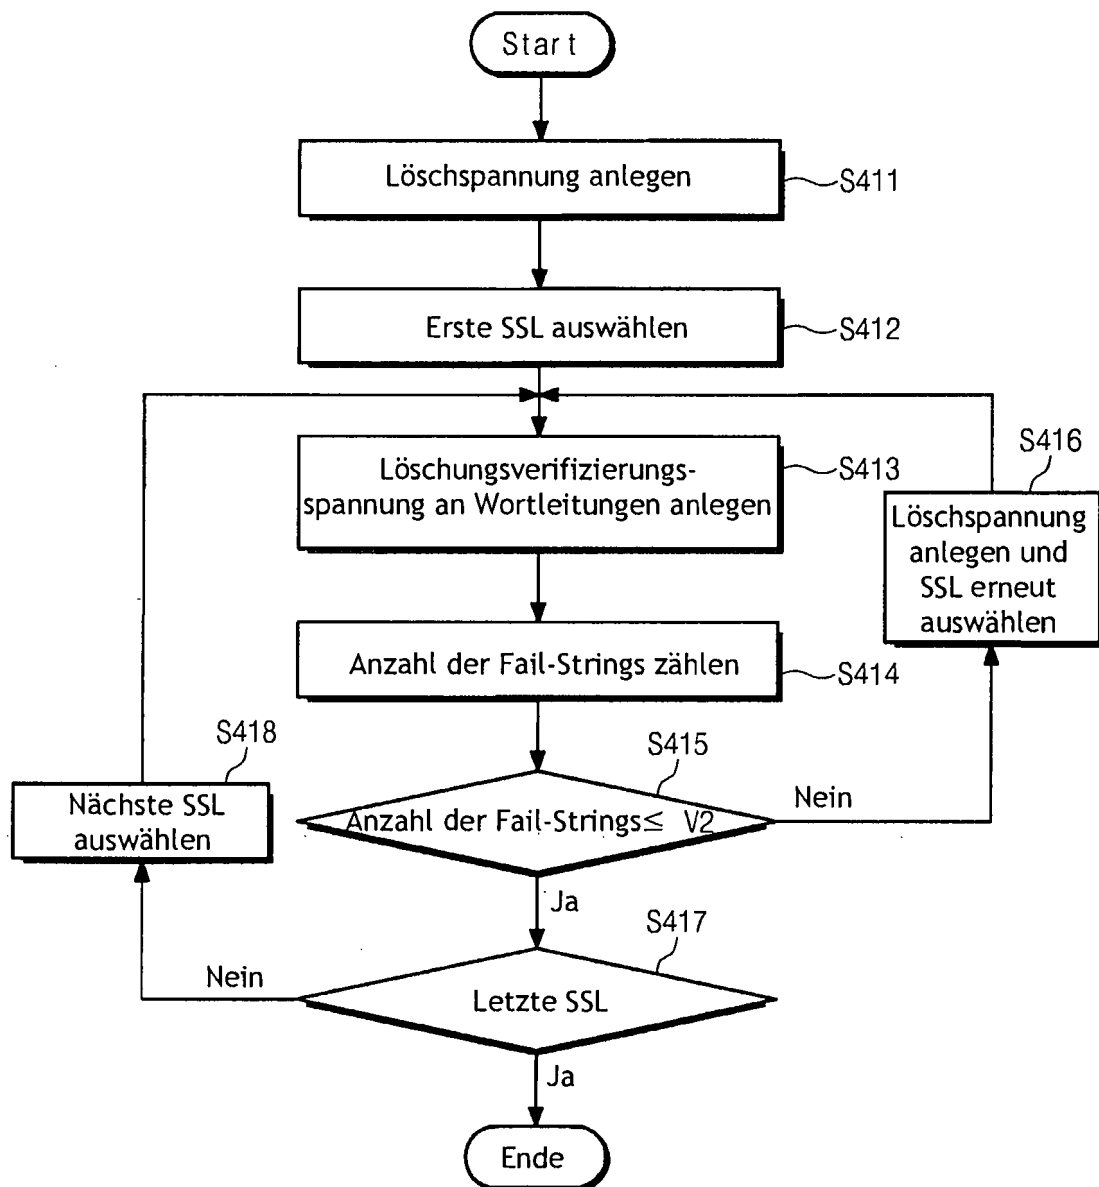 Start
Löschspannung anlegen
S411
Erste SSL auswählen
S412
Löschungsverifizierungs-
spannung an Wortleitungen anlegen
S413
S416
Löschspannung
anlegen und
SSL erneut
auswählen
Anzahl der Fail-Strings zählen
S414
S418
Nächste SSL
auswählen
S415
Anzahl der Fail-Strings≤ V2
Nein
Ja
S417
Nein
Letzte SSL
Ja
Ende